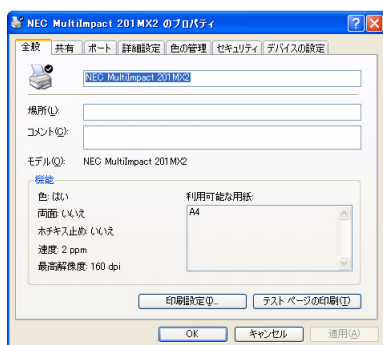 NEC MultiImpact 201MX2 のプロパティ
全般 共有 ポート 詳細設定 色の管理 セキュリティ デバイスの設定
NEC MultiImpact 201MX2
場所(L):
コメント(C):
モデル(O): NEC MultiImpact 201MX2
機能
色: はい
両面: いいえ
ホチキス止め: いいえ
速度: 2 ppm
最高解像度: 160 dpi
利用可能な用紙:
A4
印刷設定(I)...
テスト ページの印刷(T)
OK キャンセル 適用(A)